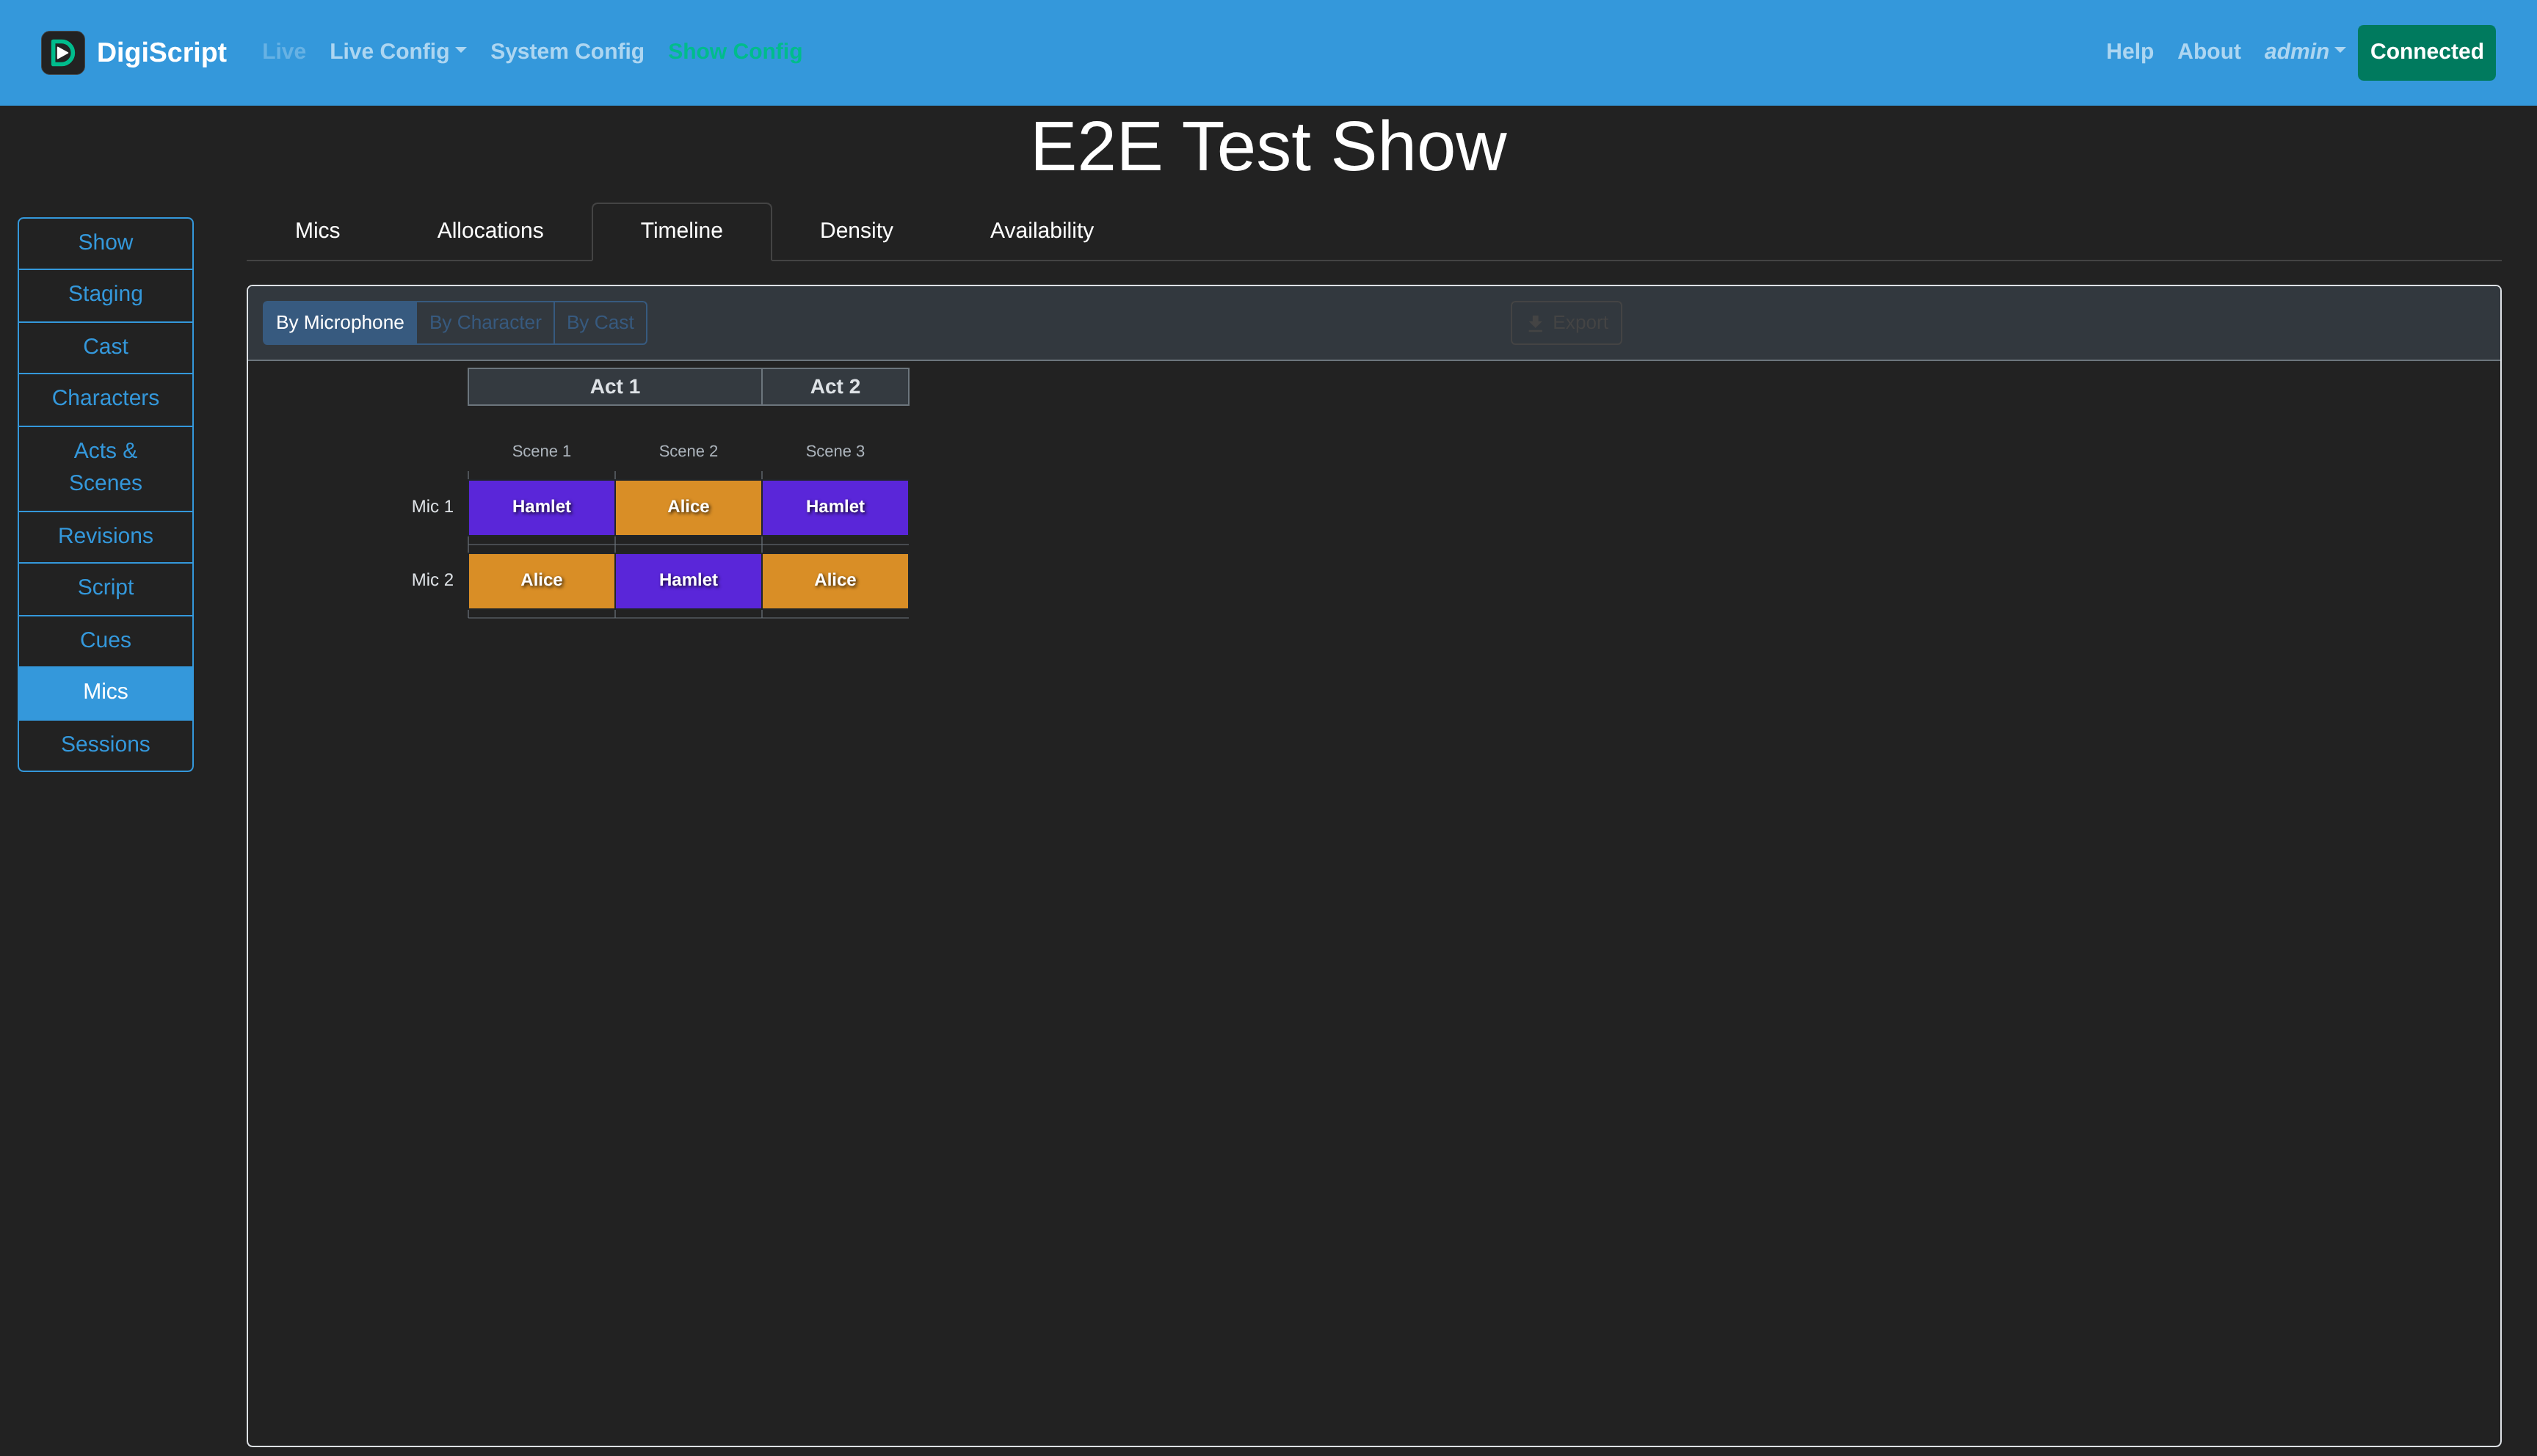 DigiScript Live Live Config System Config Show Config Help About admin Connected
E2E Test Show
Show
Staging
Cast
Characters
Acts &
Scenes
Revisions
Script
Cues
Mics
Sessions
Mics Allocations Timeline Density Availability
By Microphone By Character By Cast Export
Act 1 Act 2
Scene 1 Scene 2 Scene 3
Mic 1 Hamlet Alice Hamlet
Mic 2 Alice Hamlet Alice